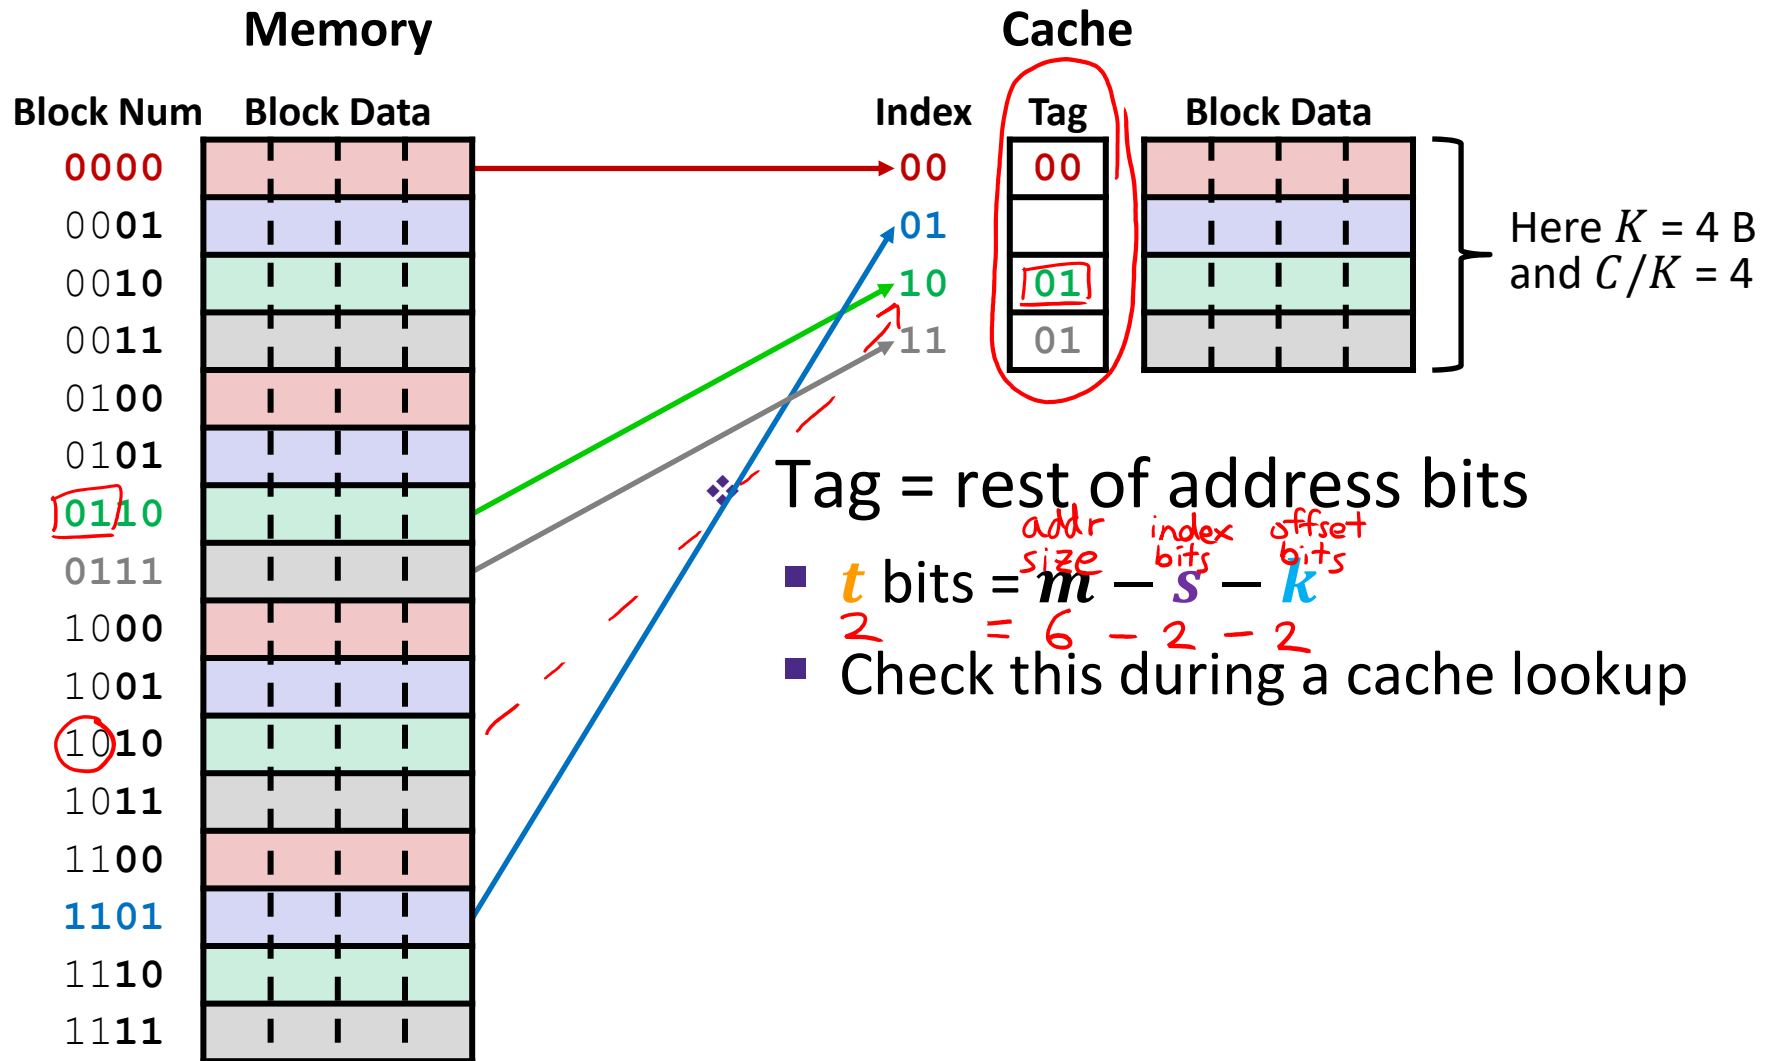 Memory
Block Num Block Data
0000
0001
0010
0011
0100
0101
0110
0111
1000
1001
1010
1011
1100
1101
1110
1111
Cache
Index Tag Block Data
00 00
01
10 01
11 01
Here K = 4 B
and C/K = 4
❖ Tag = rest of address bits
addr size index bits offset bits
▪ t bits = m – s – k
2 = 6 – 2 – 2
▪ Check this during a cache lookup